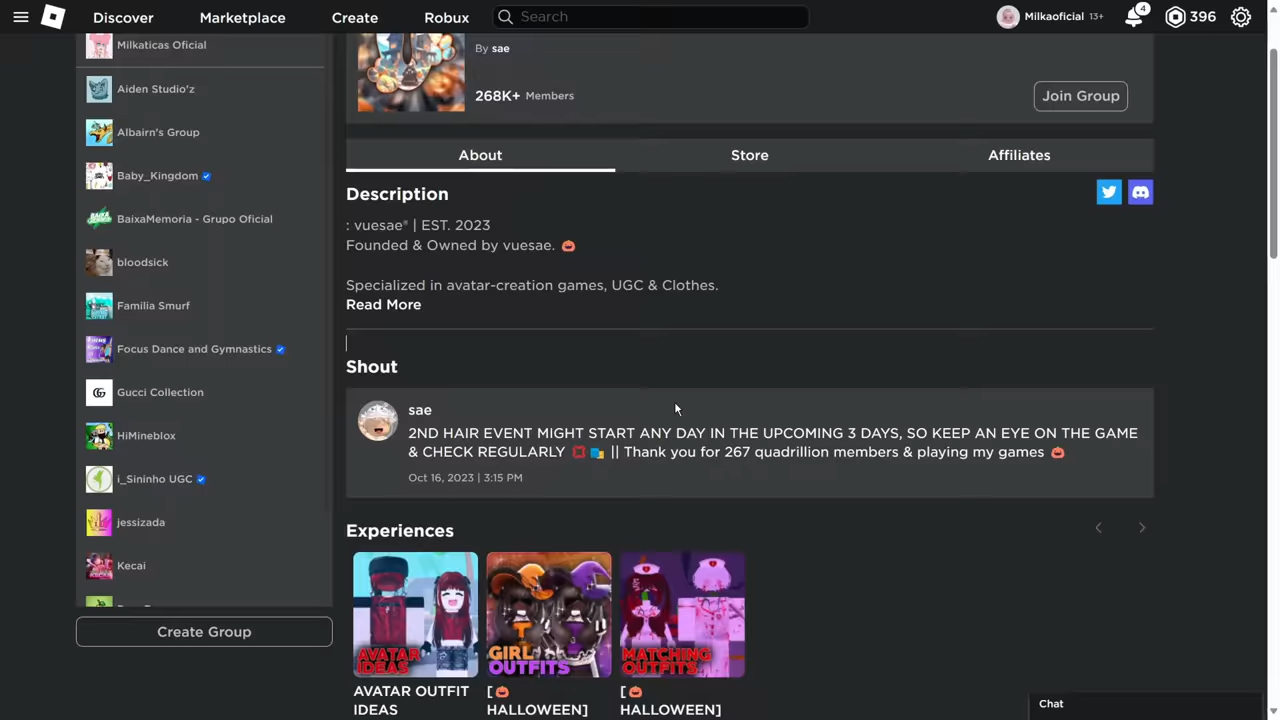 Discover
Marketplace
Create
Robux
Search
Milkaoficial 13+
4
396
Milkaticas Oficial
Aiden Studio'z
Albairn's Group
Baby_Kingdom
BaixaMemoria - Grupo Oficial
bloodsick
Familia Smurf
Focus Dance and Gymnastics
Gucci Collection
HiMineblox
i_Sininho UGC
jessizada
Kecai
Create Group
By sae
268K+ Members
Join Group
About
Store
Affiliates
Description
: vuesae® | EST. 2023
Founded & Owned by vuesae. 🎃
Specialized in avatar-creation games, UGC & Clothes.
Read More
Shout
sae
2ND HAIR EVENT MIGHT START ANY DAY IN THE UPCOMING 3 DAYS, SO KEEP AN EYE ON THE GAME
& CHECK REGULARLY 💢🛍️ || Thank you for 267 quadrillion members & playing my games 🎃
Oct 16, 2023 | 3:15 PM
Experiences
AVATAR
IDEAS
GIRL
OUTFITS
MATCHING
OUTFITS
AVATAR OUTFIT
IDEAS
[🎃
HALLOWEEN]
[🎃
HALLOWEEN]
Chat